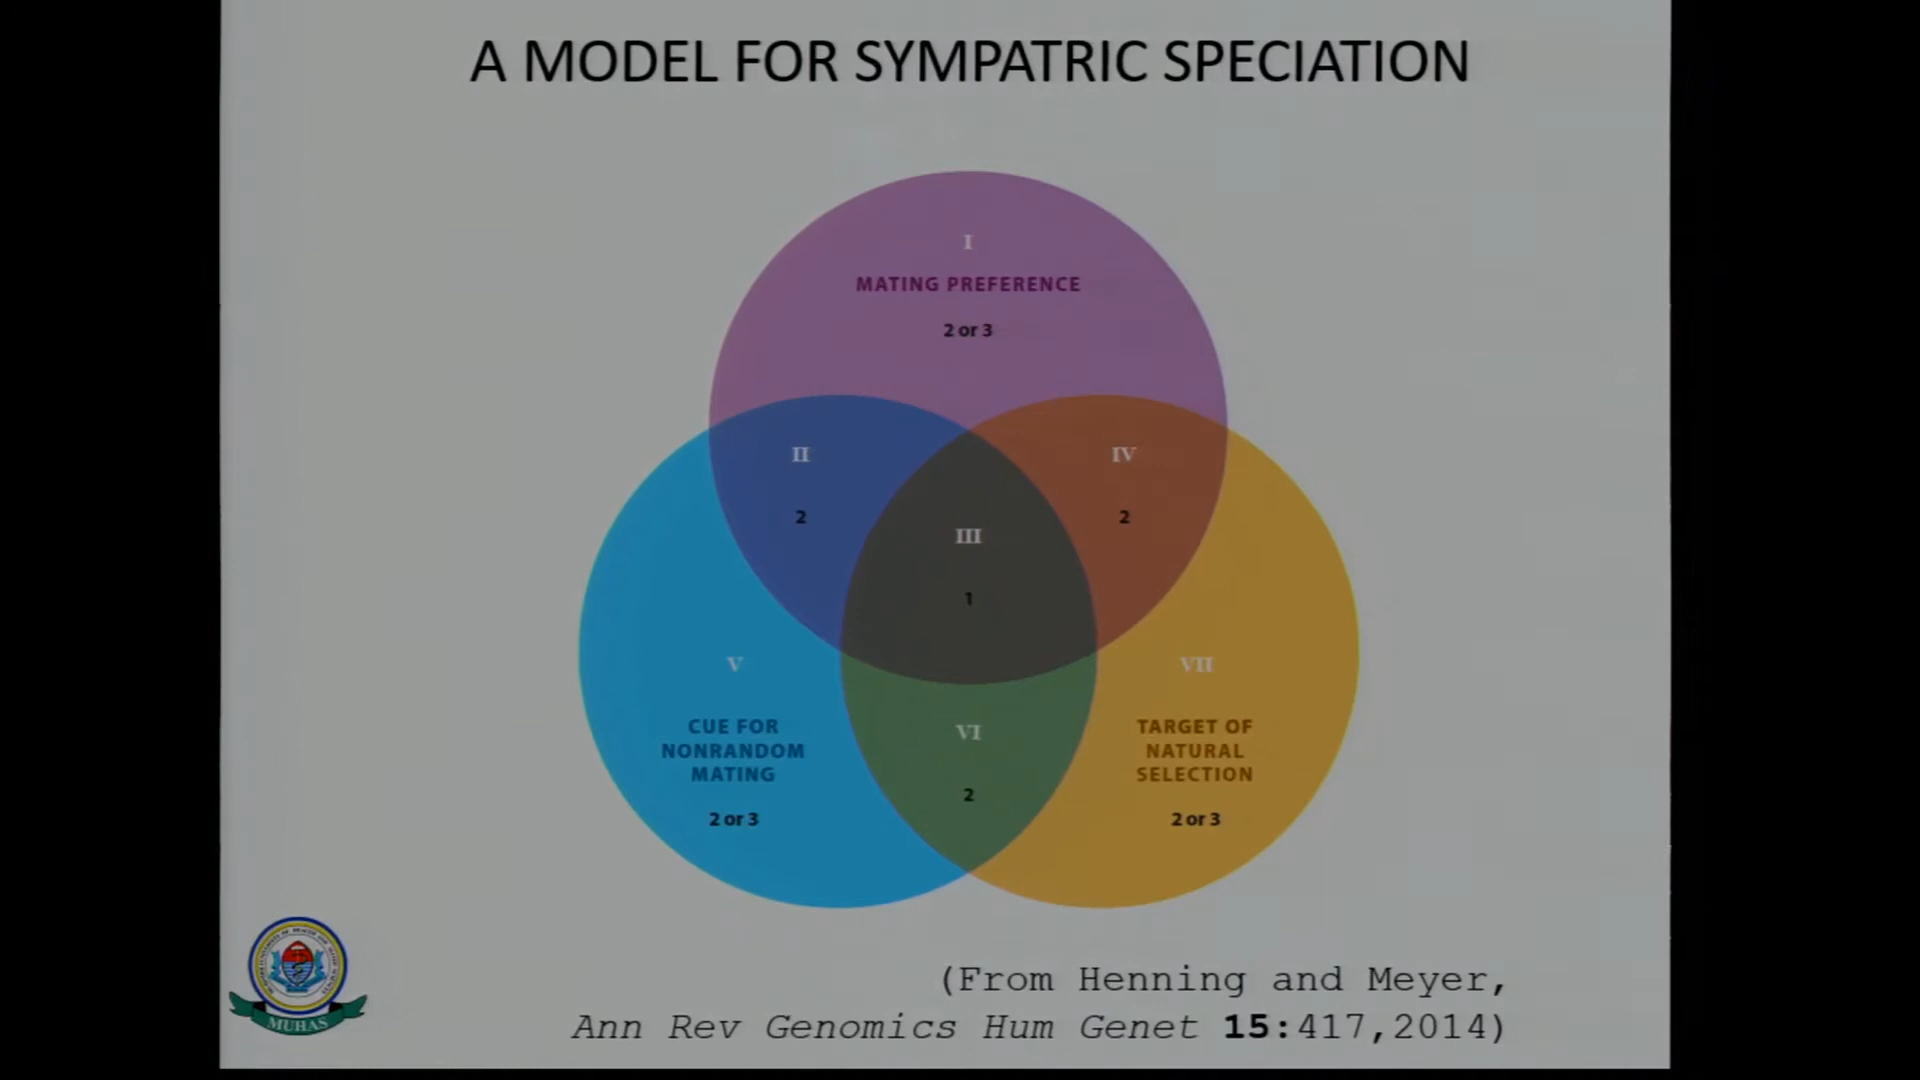 A MODEL FOR SYMPATRIC SPECIATION
I
MATING PREFERENCE
2 or 3
II
2
IV
2
III
1
V
CUE FOR
NONRANDOM
MATING
2 or 3
VI
2
VII
TARGET OF
NATURAL
SELECTION
2 or 3
MUHAS
(From Henning and Meyer,
Ann Rev Genomics Hum Genet 15:417,2014)